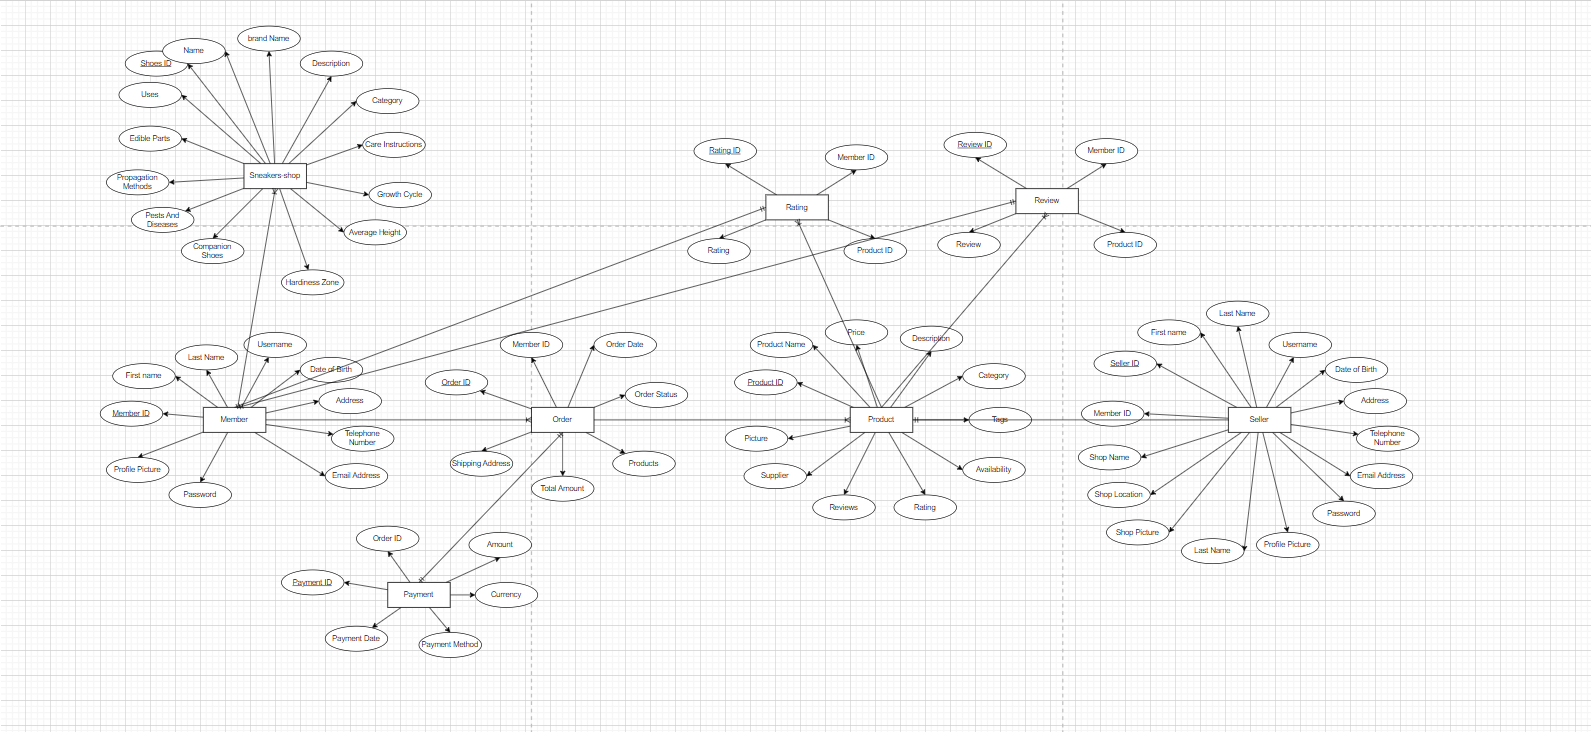 brand Name
Name
Shoes ID
Description
Uses
Category
Edible Parts
Care Instructions
Sneakers-shop
Propagation
Methods
Growth Cycle
Pests And
Diseases
Average Height
Companion
Shoes
Hardiness Zone
Rating ID
Member ID
Rating
Rating
Product ID
Review ID
Member ID
Review
Review
Product ID
Username
Last Name
First name
Date of Birth
Address
Member ID
Member
Telephone
Number
Profile Picture
Email Address
Password
Member ID
Order Date
Order ID
Order Status
Order
Shipping Address
Products
Total Amount
Price
Product Name
Description
Product ID
Category
Product
Tags
Picture
Supplier
Availability
Reviews
Rating
Last Name
First name
Username
Seller ID
Date of Birth
Address
Member ID
Seller
Telephone
Number
Shop Name
Email Address
Shop Location
Password
Shop Picture
Last Name
Profile Picture
Order ID
Amount
Payment ID
Payment
Currency
Payment Date
Payment Method